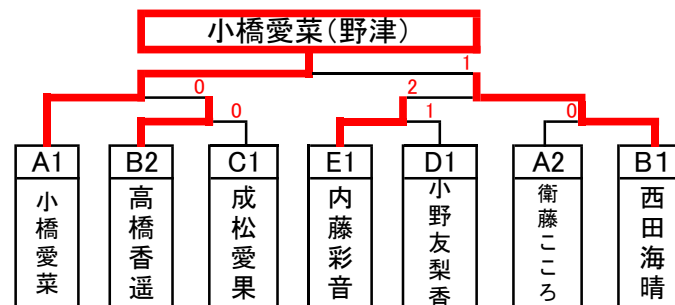 小橋愛菜(野津)
1
0 2
0 1 0
A1 B2 C1 E1 D1 A2 B1
小橋愛菜
高橋香遥
成松愛果
内藤彩音
小野友梨香
衛藤こころ
西田海晴